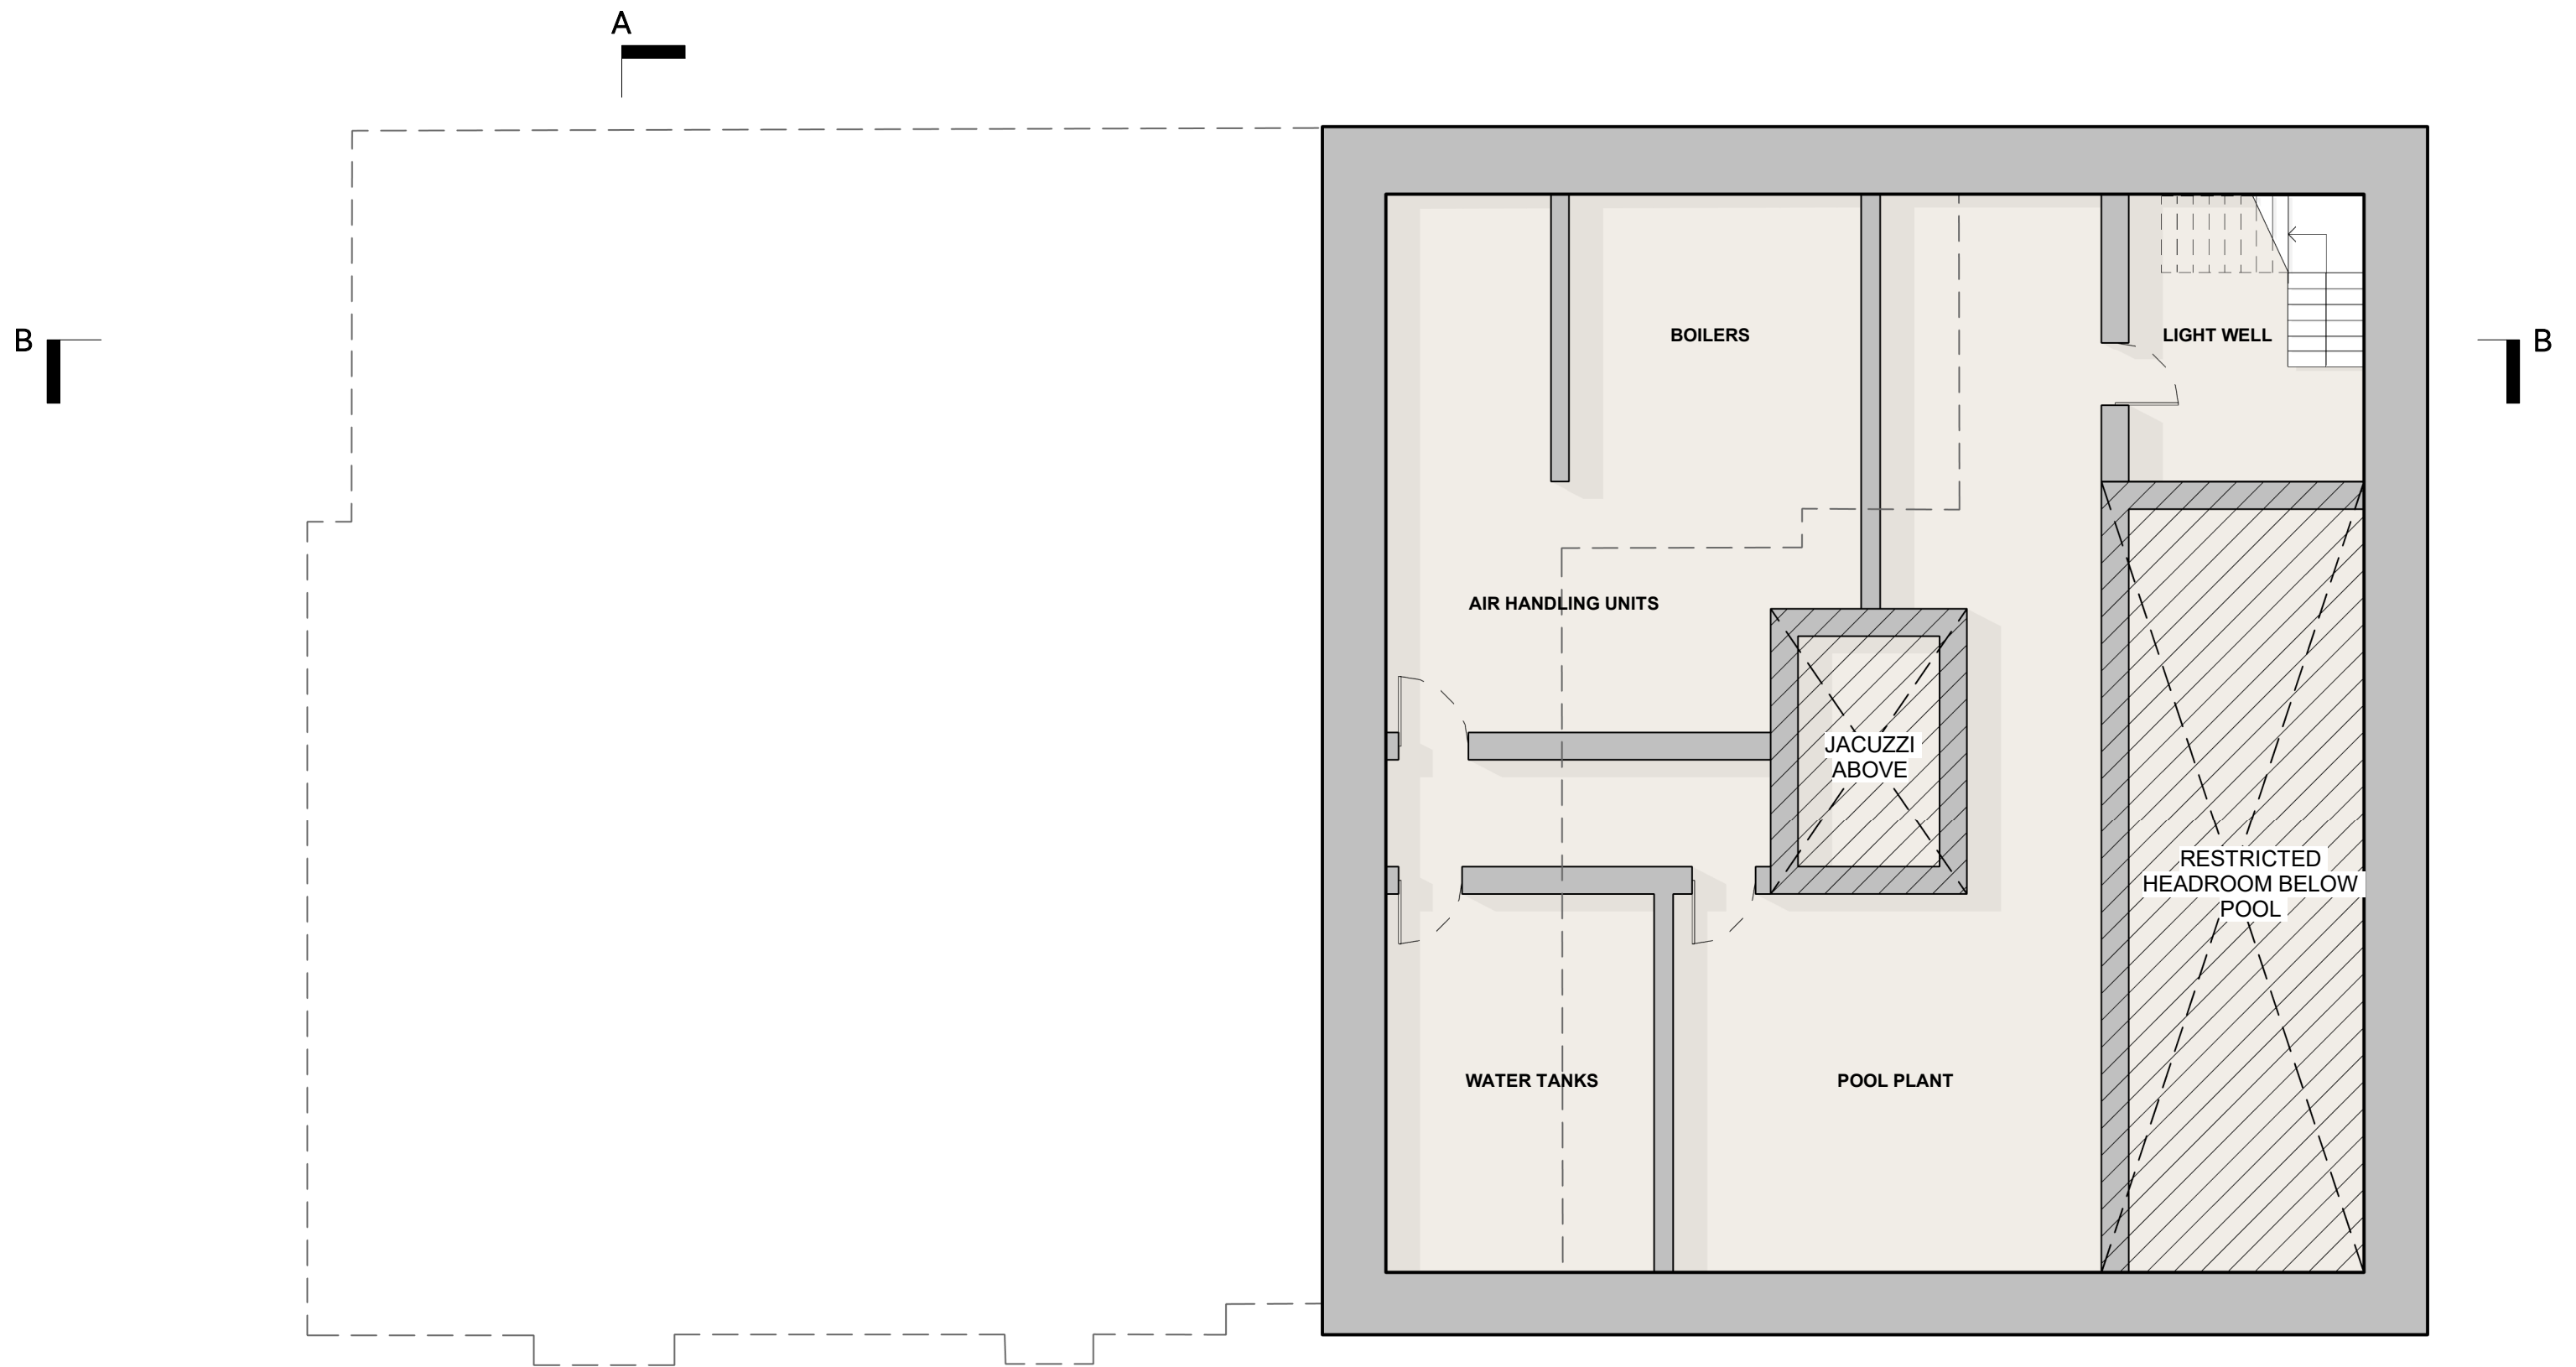 A
B
B
BOILERS
LIGHT WELL
AIR HANDLING UNITS
JACUZZI
ABOVE
RESTRICTED
HEADROOM BELOW
POOL
WATER TANKS
POOL PLANT